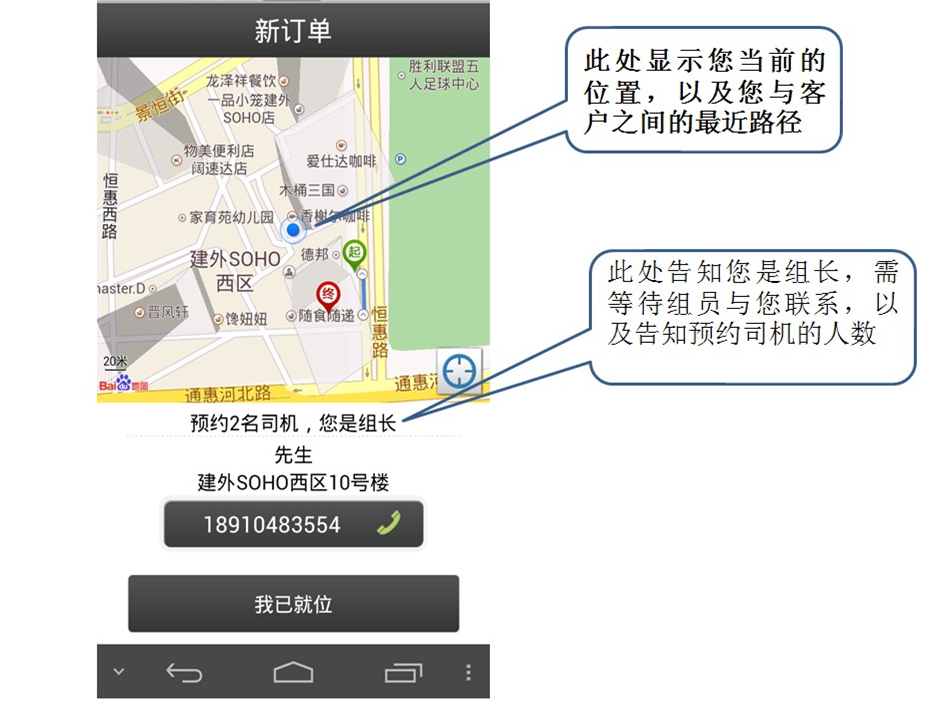 新订单
胜利联盟五
人足球中心
龙泽祥餐饮
一品小笼建外
SOHO店
景恒街
物美便利店
阔速达店
爱仕达咖啡
P
恒惠西路
木桶三国
家育苑幼儿园
香榭尔咖啡
建外SOHO
西区
德邦
起
终
master.D
晋风轩
馋妞妞
随食随递
恒惠路
20米
Bai du 地图
通惠河北路
通惠河
预约2名司机，您是组长
先生
建外SOHO西区10号楼
18910483554
我已就位
此处显示您当前的
位置，以及您与客
户之间的最近路径
此处告知您是组长，需
等待组员与您联系，以
及告知预约司机的人数